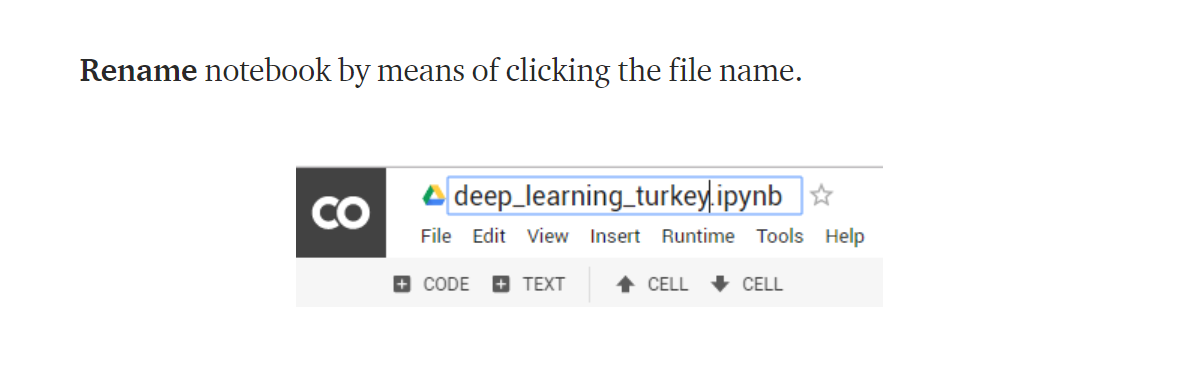 Rename notebook by means of clicking the file name.
CO
deep_learning_turkey.ipynb
File Edit View Insert Runtime Tools Help
CODE TEXT CELL CELL